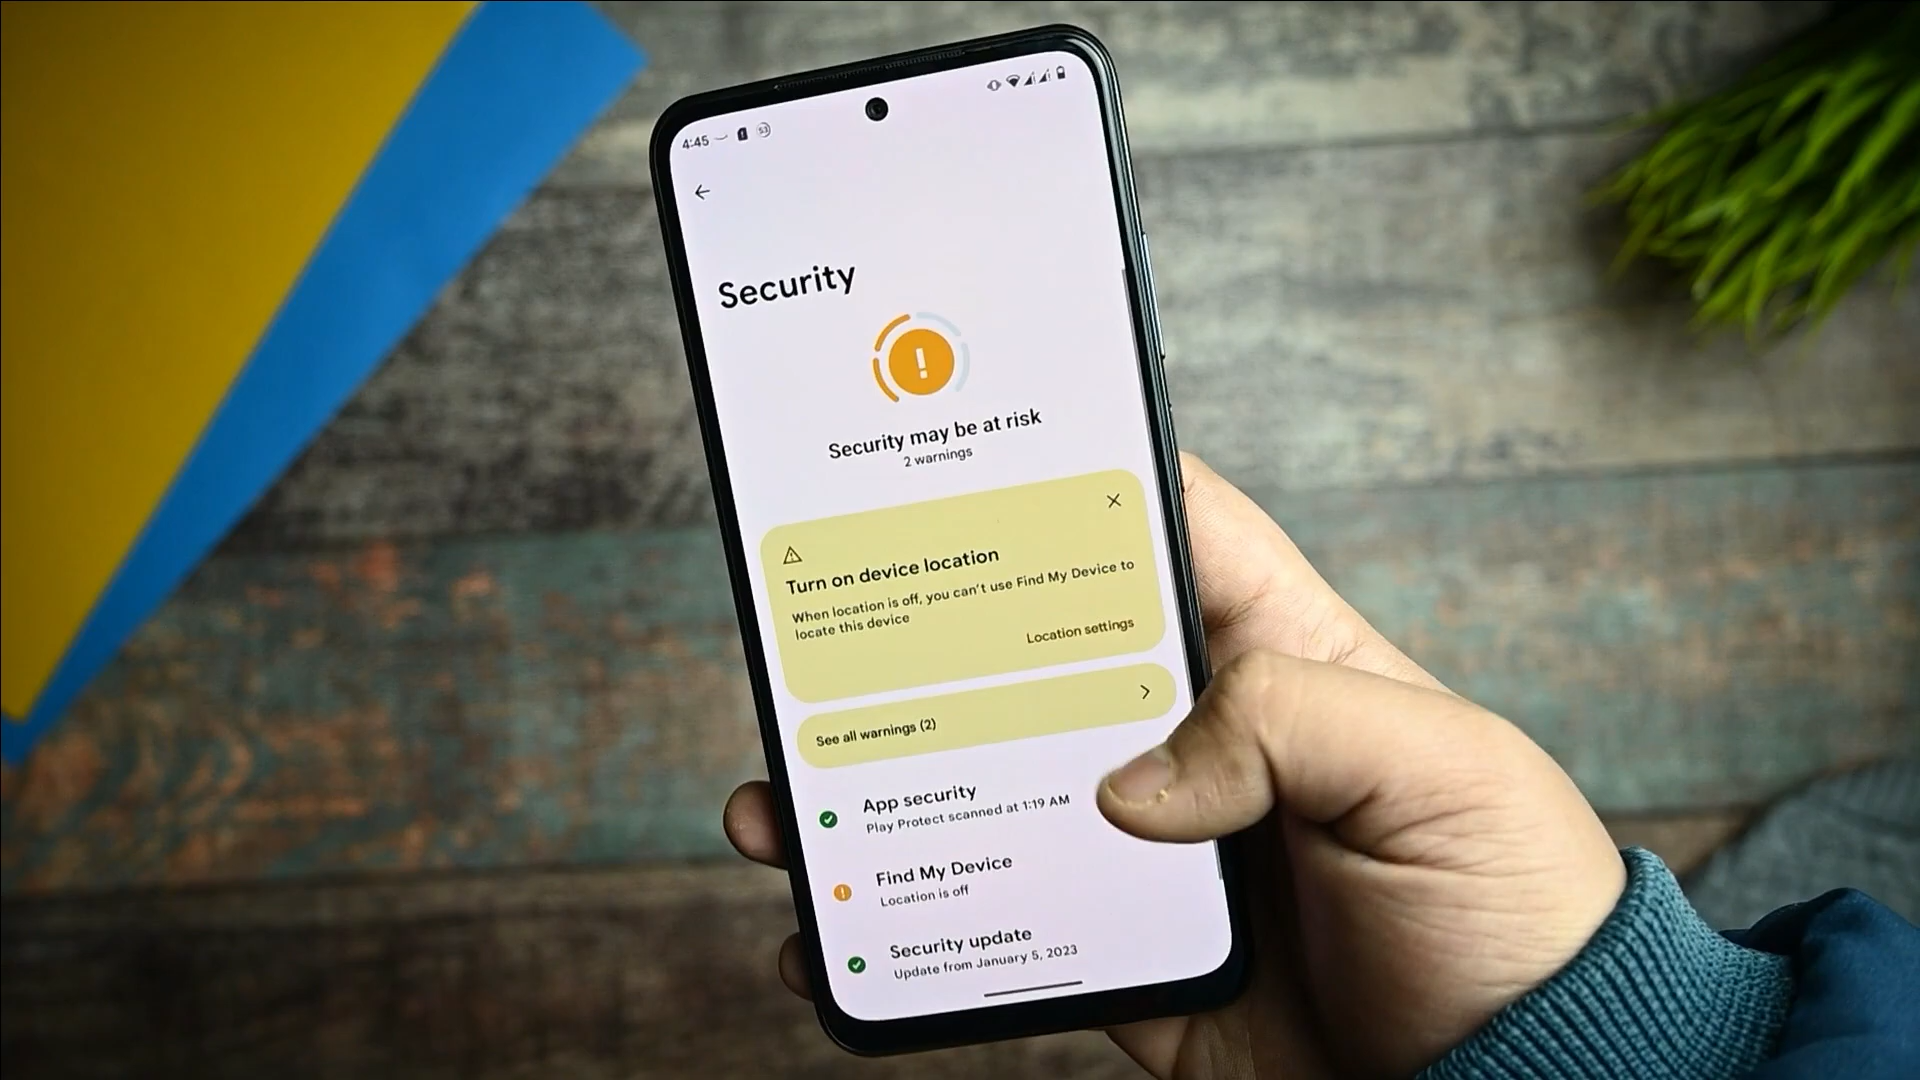 4:45
53
Security
Security may be at risk
2 warnings
Turn on device location
When location is off, you can't use Find My Device to
locate this device
Location settings
See all warnings (2)
App security
Play Protect scanned at 1:19 AM
Find My Device
Location is off
Security update
Update from January 5, 2023